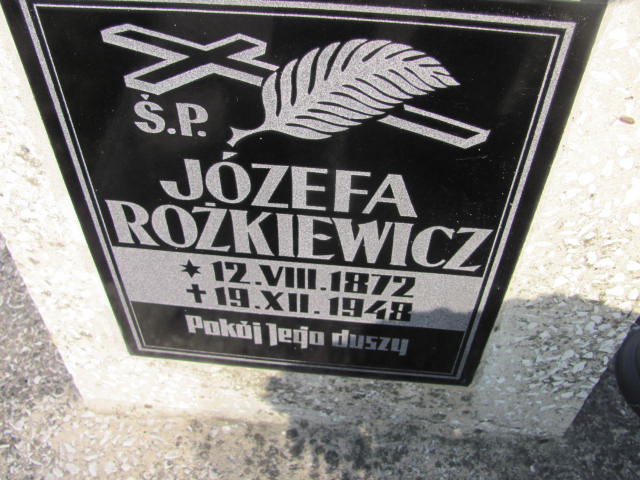 Ś.P.
JÓZEFA
ROŻKIEWICZ
* 12.VIII.1872
✝ 19.XII.1948
Pokój Jego duszy